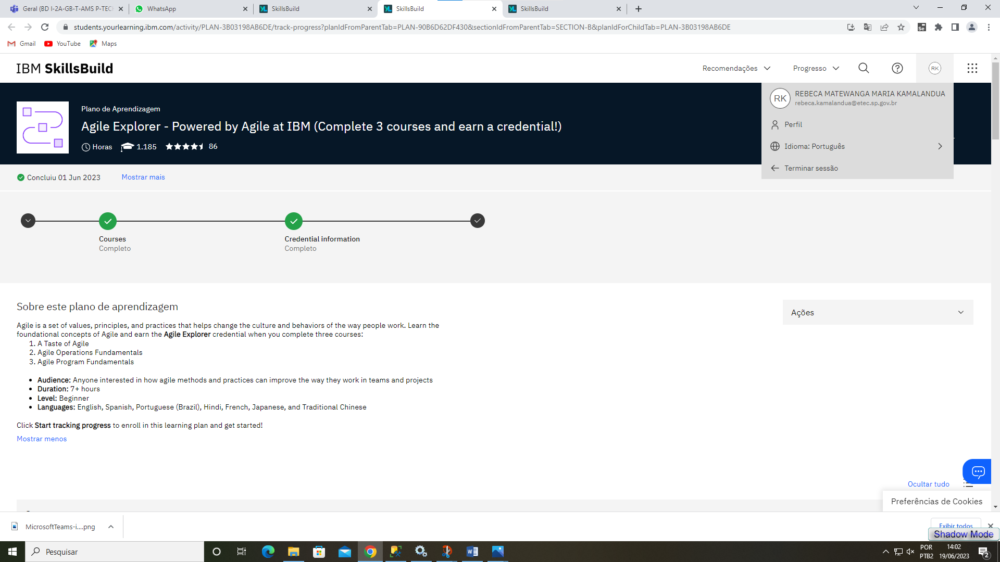 Geral (BD I-2A-GB-T-AMS P-TECH
WhatsApp
SkillsBuild
SkillsBuild
SkillsBuild
students.yourlearning.ibm.com/activity/PLAN-3B03198AB6DE/track-progress?planIdFromParentTab=PLAN-90B6D62DF430&sectionIdFromParentTab=SECTION-B&planIdForChildTab=PLAN-3B03198AB6DE
Gmail
YouTube
Maps
IBM SkillsBuild
Recomendações
Progresso
RK
RK
REBECA MATEWANGA MARIA KAMALANDUA
rebeca.kamalandua@etec.sp.gov.br
Perfil
Idioma: Português
Terminar sessão
Plano de Aprendizagem
Agile Explorer - Powered by Agile at IBM (Complete 3 courses and earn a credential!)
Horas 1.185 86
Concluiu 01 Jun 2023 Mostrar mais
Courses
Completo
Credential information
Completo
Sobre este plano de aprendizagem
Ações
Agile is a set of values, principles, and practices that helps change the culture and behaviors of the way people work. Learn the
foundational concepts of Agile and earn the Agile Explorer credential when you complete three courses:
1. A Taste of Agile
2. Agile Operations Fundamentals
3. Agile Program Fundamentals
• Audience: Anyone interested in how agile methods and practices can improve the way they work in teams and projects
• Duration: 7+ hours
• Level: Beginner
• Languages: English, Spanish, Portuguese (Brazil), Hindi, French, Japanese, and Traditional Chinese
Click Start tracking progress to enroll in this learning plan and get started!
Mostrar menos
Ocultar tudo
Preferências de Cookies
MicrosoftTeams-i....png
Exibir todos
Shadow Mode
Pesquisar
POR
PTB2
14:02
19/06/2023
2